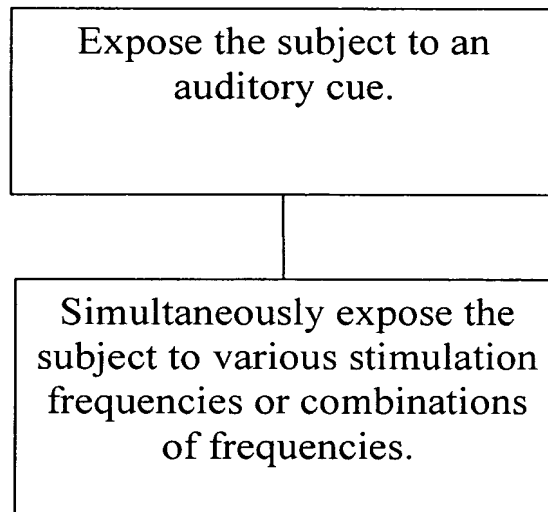 Expose the subject to an
auditory cue.
Simultaneously expose the
subject to various stimulation
frequencies or combinations
of frequencies.